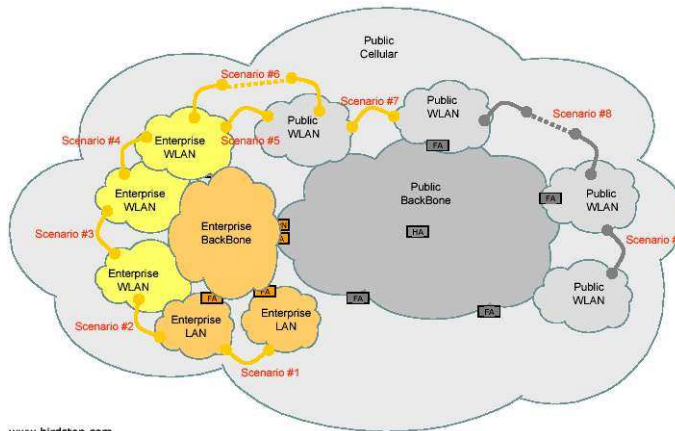 Public
Cellular
Scenario #6
Scenario #7
Public
WLAN
Public
WLAN
Scenario #8
Scenario #4
Enterprise
WLAN
Scenario #5
FA
Enterprise
WLAN
Public
BackBone
FA
Public
WLAN
Scenario #3
Enterprise
BackBone
HA
Scenario #
Enterprise
WLAN
Public
WLAN
FA
FA
FA
FA
Scenario #2
Enterprise
LAN
Enterprise
LAN
Scenario #1